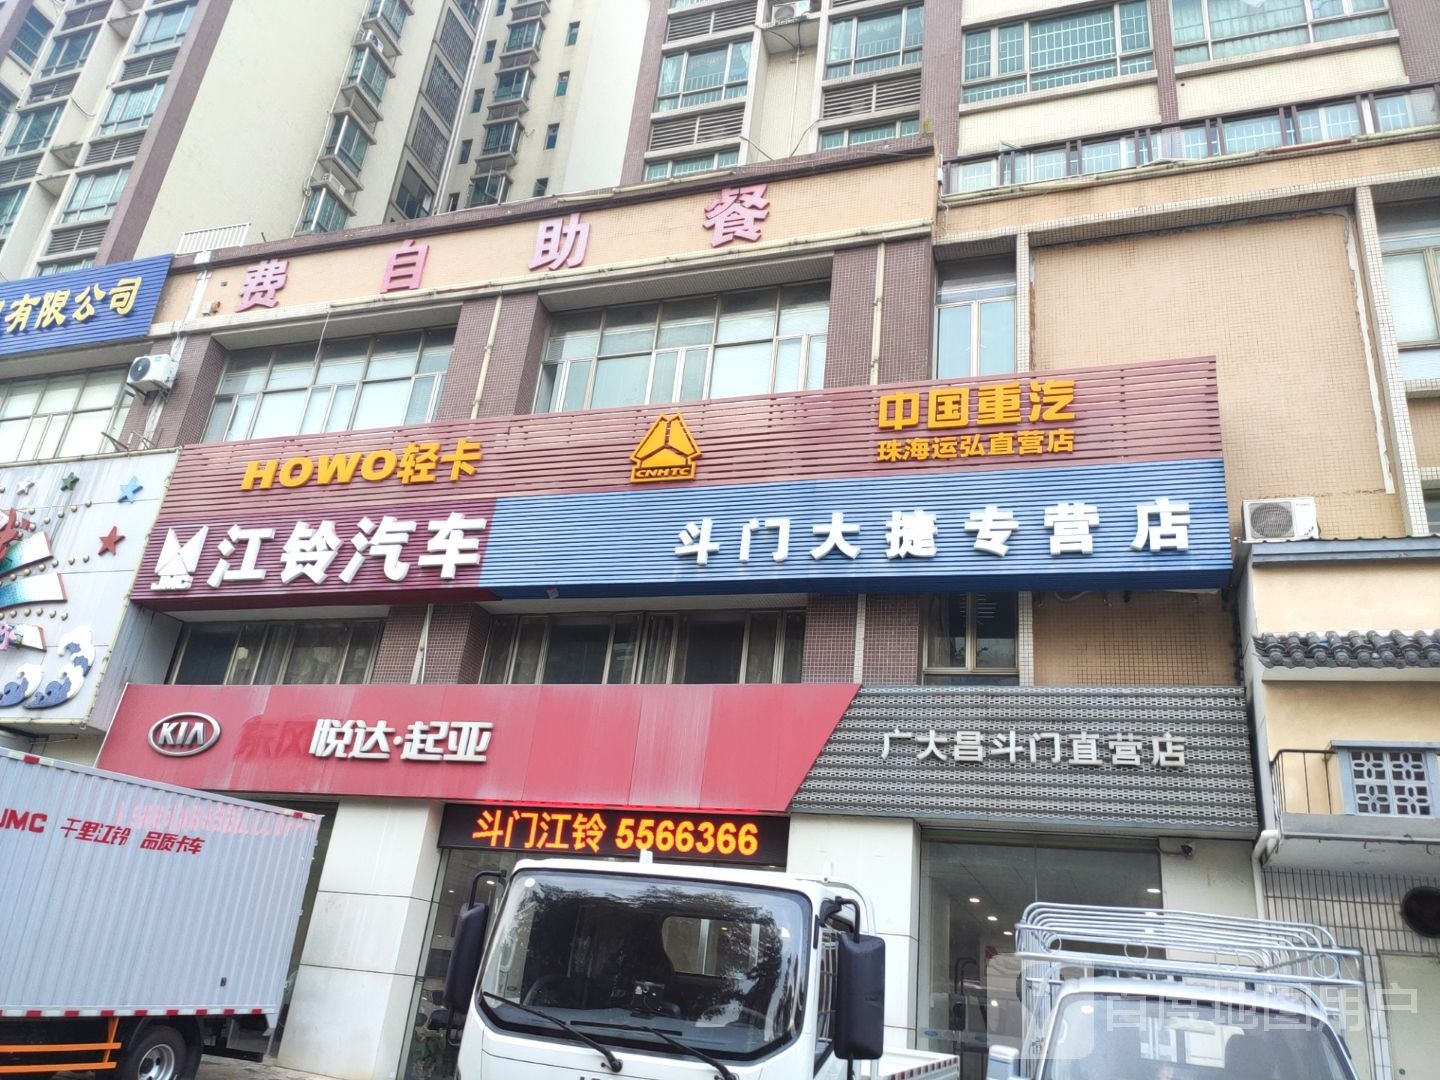 费自助餐
有限公司
HOWO轻卡
CNHTC
中国重汽
珠海运弘直营店
JMC
江铃汽车
斗门大捷专营店
KIA
东风悦达·起亚
广大昌斗门直营店
斗门江铃 5566366
JMC 千里江铃 品质卡车
百度地图用户